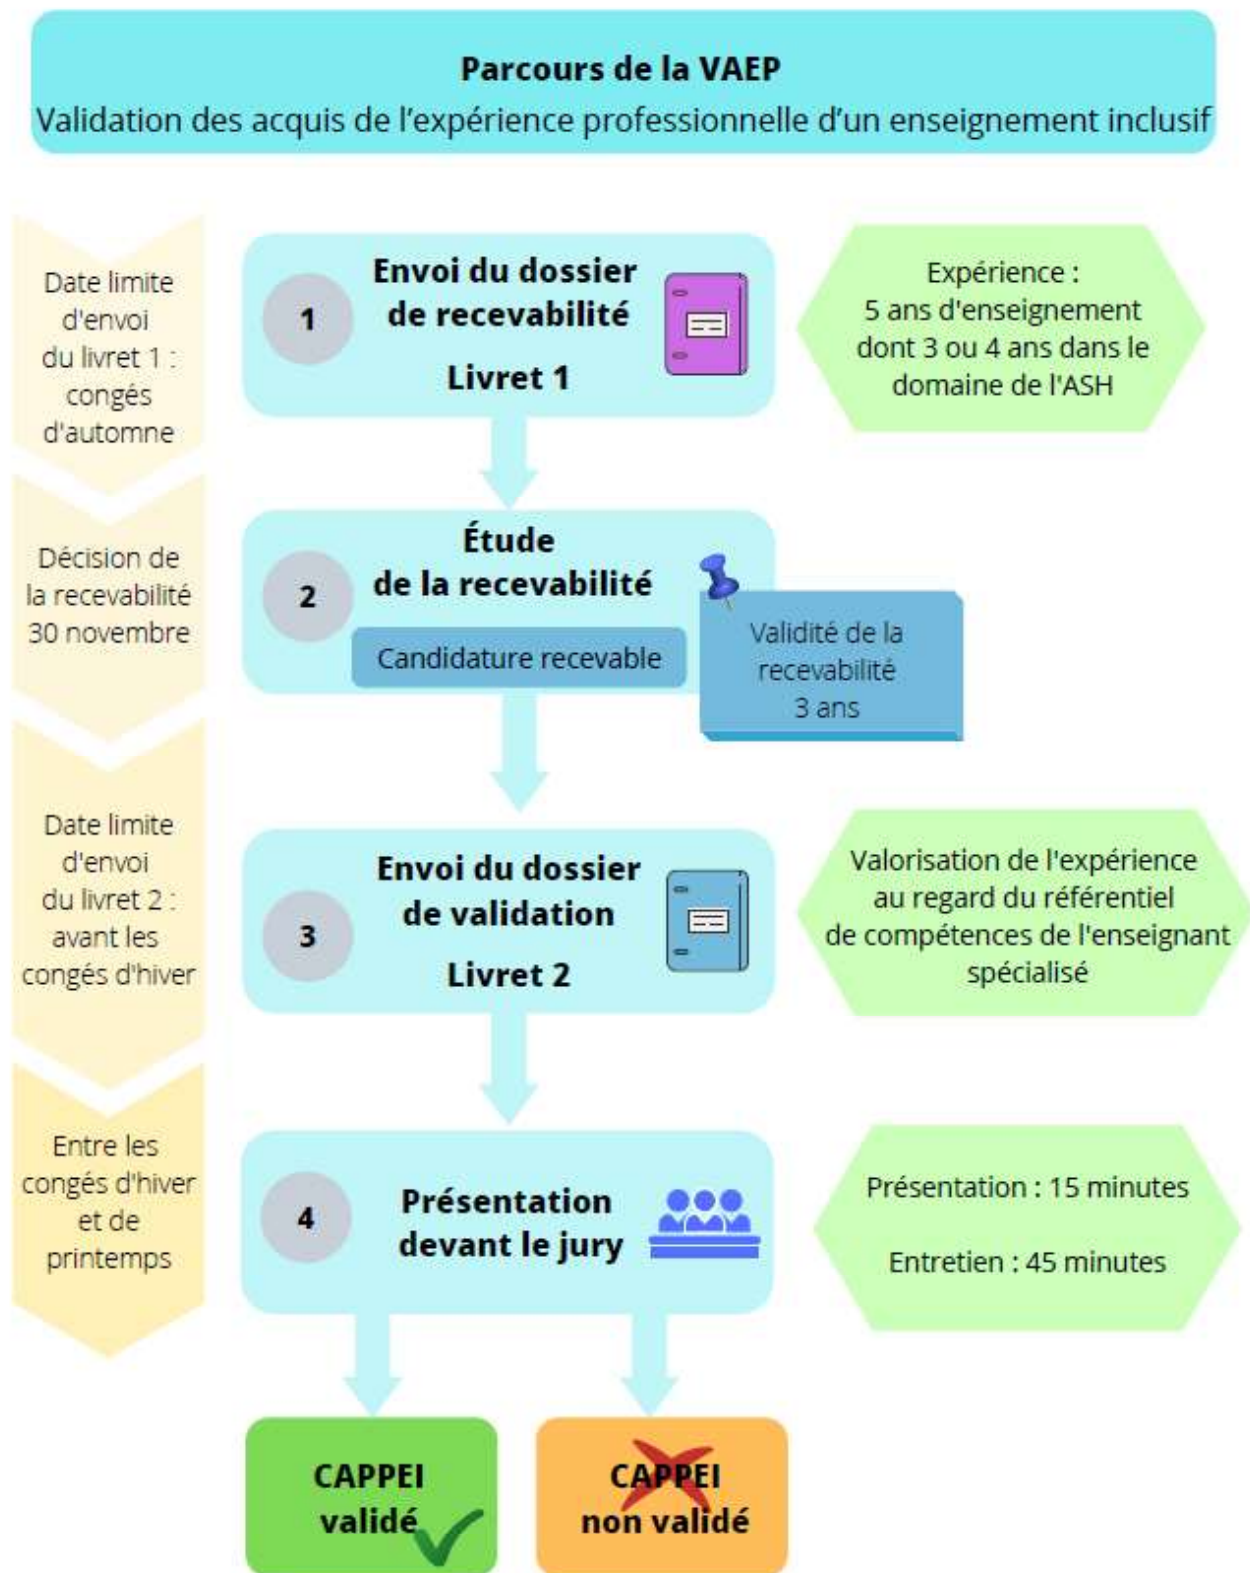 Parcours de la VAEP
Validation des acquis de l'expérience professionnelle d'un enseignement inclusif
Date limite
d'envoi
du livret 1 :
congés
d'automne
1
Envoi du dossier
de recevabilité
Livret 1
Expérience :
5 ans d'enseignement
dont 3 ou 4 ans dans le
domaine de l'ASH
Décision de
la recevabilité
30 novembre
2
Étude
de la recevabilité
Candidature recevable
Validité de la
recevabilité
3 ans
Date limite
d'envoi
du livret 2 :
avant les
congés d'hiver
3
Envoi du dossier
de validation
Livret 2
Valorisation de l'expérience
au regard du référentiel
de compétences de l'enseignant
spécialisé
Entre les
congés d'hiver
et de
printemps
4
Présentation
devant le jury
Présentation : 15 minutes
Entretien : 45 minutes
CAPPEI
validé
CAPPEI
non validé